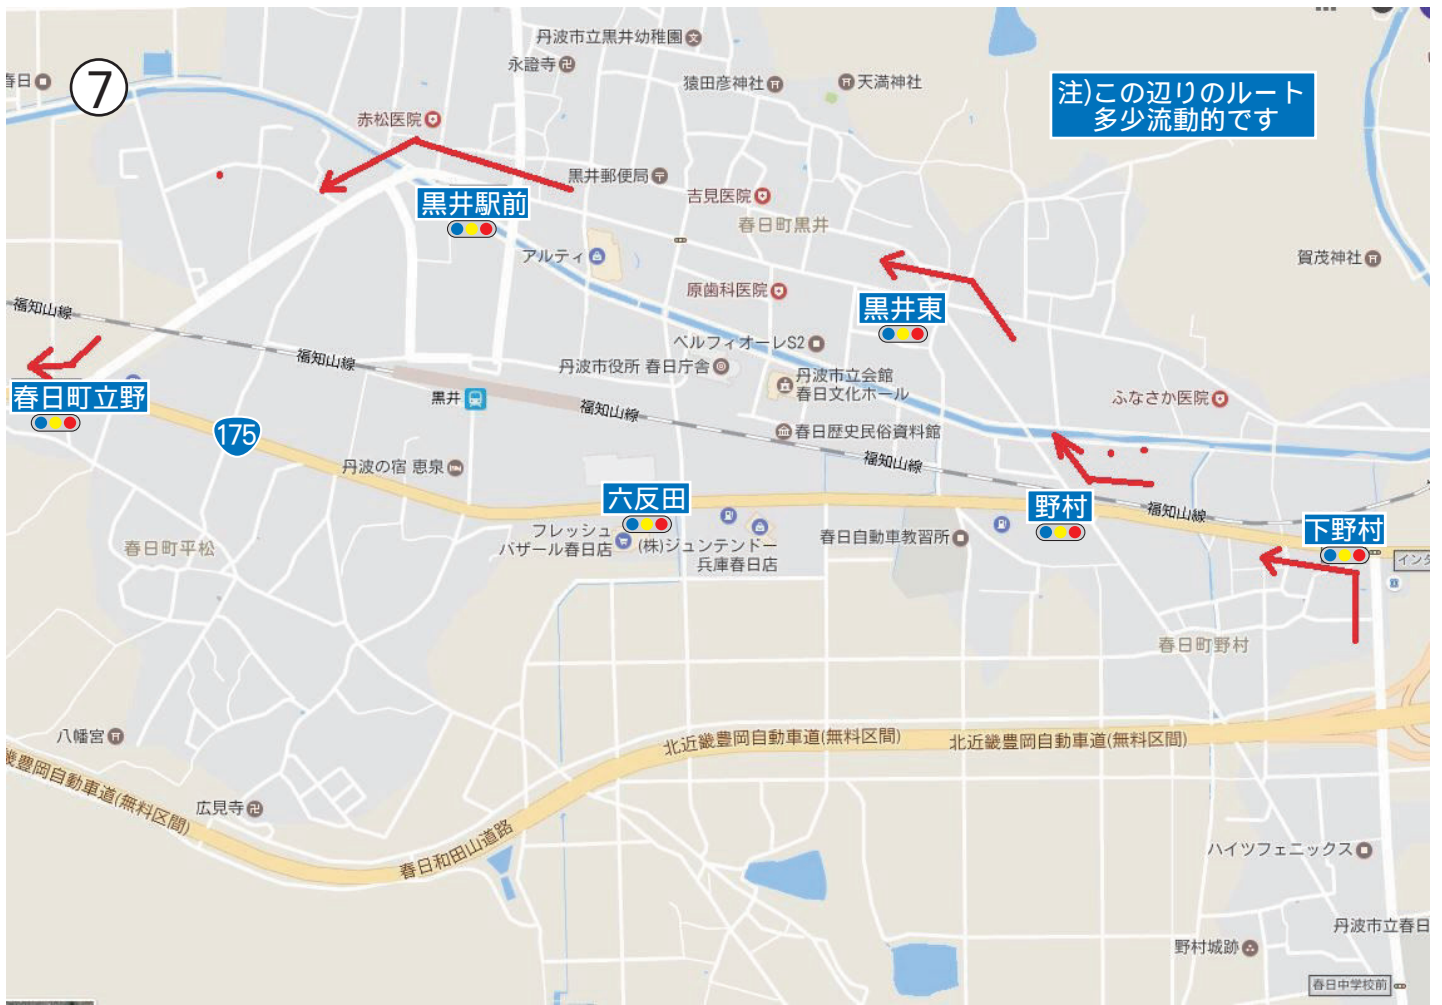 ⑦
注)この辺りのルート
多少流動的です
丹波市立黒井幼稚園
永證寺
猿田彦神社
天満神社
春日
赤松医院
黒井郵便局
吉見医院
春日町黒井
黒井駅前
アルティ
賀茂神社
原歯科医院
黒井東
福知山線
福知山線
ベルフィオーレS2
丹波市役所 春日庁舎
丹波市立会館
春日文化ホール
ふなさか医院
春日町立野
黒井
福知山線
春日歴史民俗資料館
175
福知山線
丹波の宿 恵泉
六反田
野村
福知山線
下野村
フレッシュ
バザール春日店
(株)ジュンテンドー
兵庫春日店
春日自動車教習所
インタ
春日町平松
春日町野村
八幡宮
北近畿豊岡自動車道(無料区間)
北近畿豊岡自動車道(無料区間)
畿豊岡自動車道(無料区間)
広見寺
春日和田山道路
ハイツフェニックス
丹波市立春日
野村城跡
春日中学校前